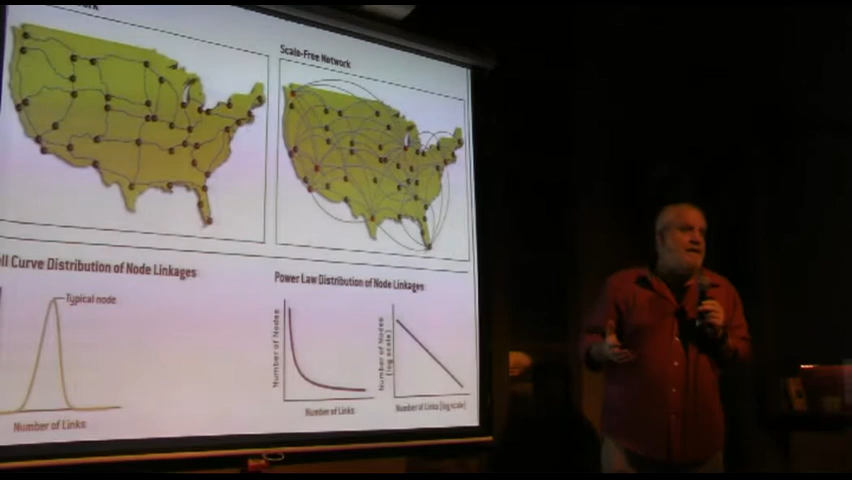 Scale-Free Network
Curve Distribution of Node Linkages
Typical node
Number of Links
Power Law Distribution of Node Linkages
Number of Nodes
Number of Links
Number of Nodes
(log scale)
Number of Links (log scale)